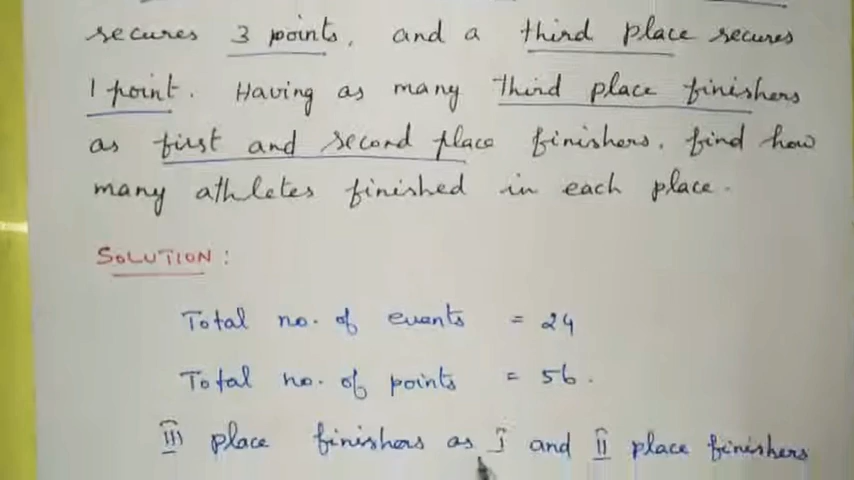 secures 3 points, and a third place secures
1 point. Having as many third place finishers
as first and second place finishers, find how
many athletes finished in each place.
SOLUTION :
Total no. of events = 24
Total no. of points = 56.
III place finishers as I and II place finishers